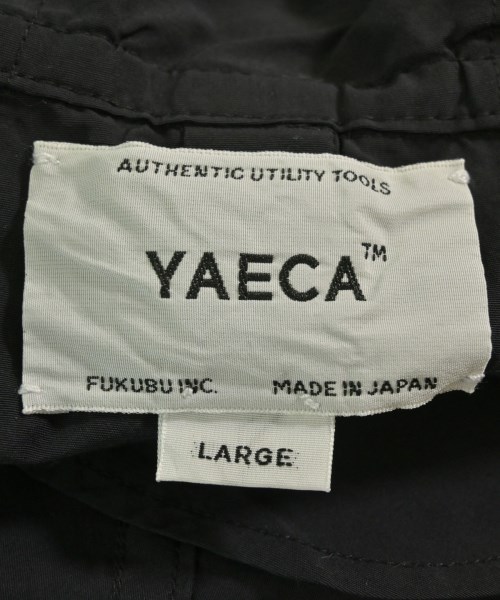 AUTHENTIC UTILITY TOOLS
YAECA™
FUKUBU INC. MADE IN JAPAN
LARGE